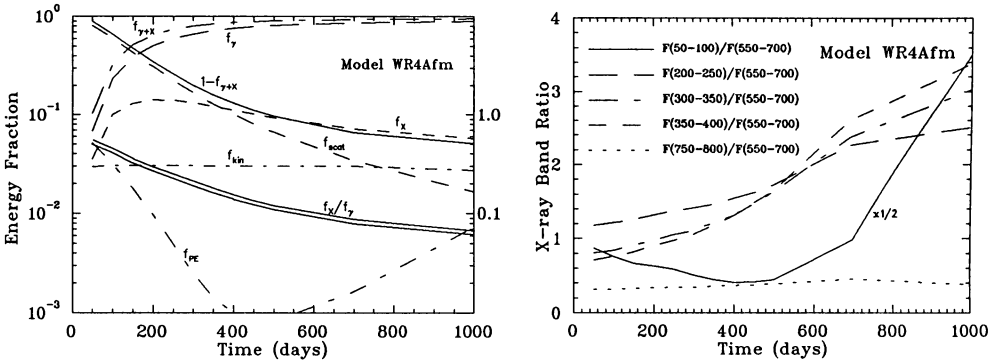 10⁰
10⁻¹
10⁻²
10⁻³
Energy Fraction
f_γ+X
f_γ
Model WR4Afm
1−f_γ+X
f_X
f_scat
f_kin
f_X/f_γ
f_PE
1.0
0.1
0 200 400 600 800 1000
Time (days)
4
3
2
1
0
X-ray Band Ratio
F(50-100)/F(550-700)
Model WR4Afm
F(200-250)/F(550-700)
F(300-350)/F(550-700)
F(350-400)/F(550-700)
F(750-800)/F(550-700)
x1/2
0 200 400 600 800 1000
Time (days)